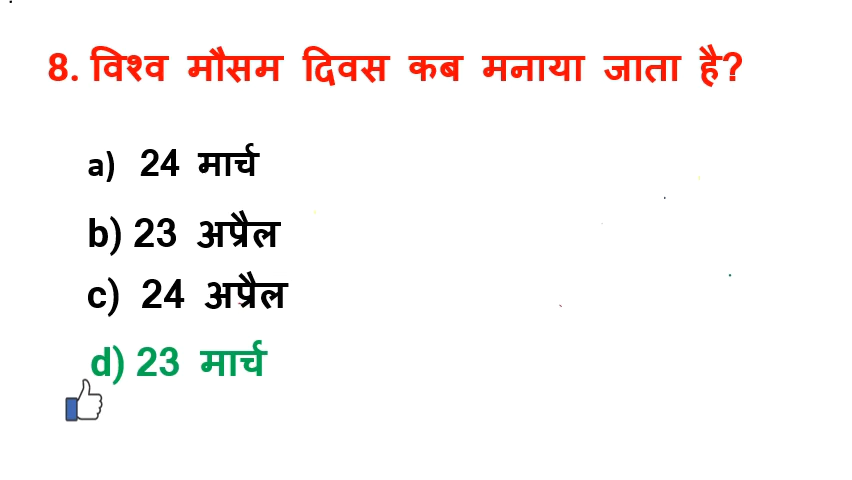 8. विश्व मौसम दिवस कब मनाया जाता है?
a) 24 मार्च
b) 23 अप्रैल
c) 24 अप्रैल
d) 23 मार्च